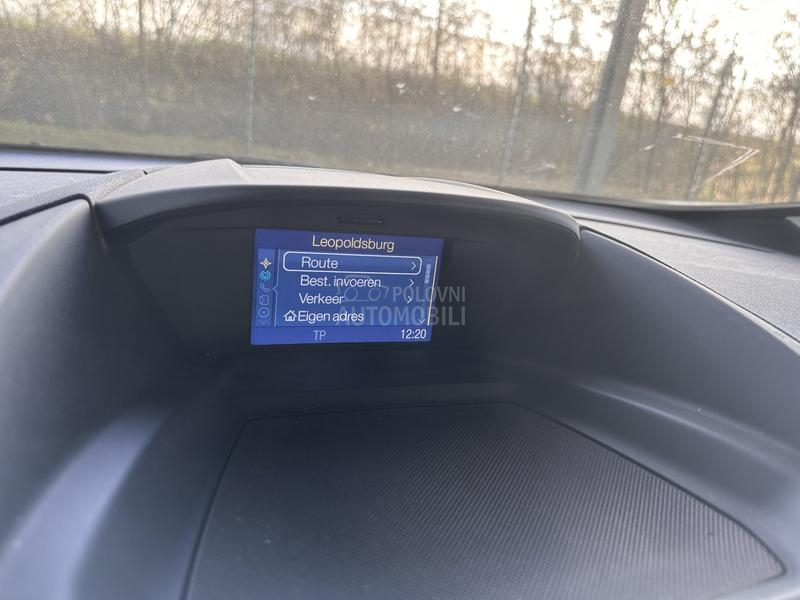 Leopoldsburg
Route
Best. invoeren
Verkeer
Eigen adres
TP 12:20
POLOVNI
AUTOMOBILI